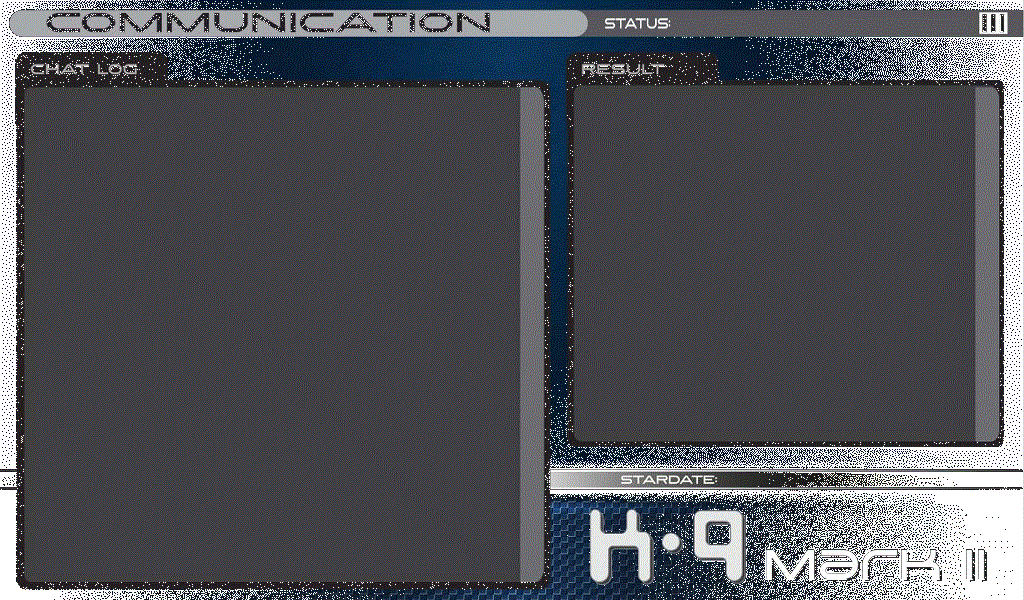 COMMUNICATION
STATUS:
CHAT LOG
RESULT
STARDATE:
K·9 Mark II